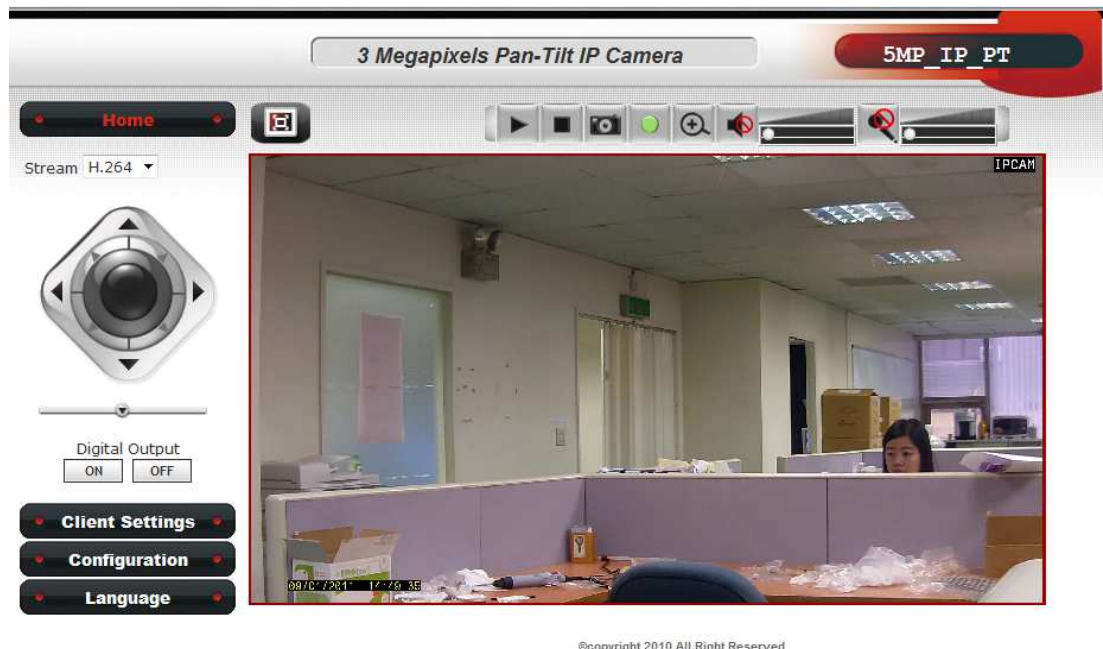 3 Megapixels Pan-Tilt IP Camera
5MP_IP_PT
Home
Stream H.264
IPCAM
Digital Output
ON OFF
Client Settings
Configuration
Language
©copyright 2010 All Right Reserved